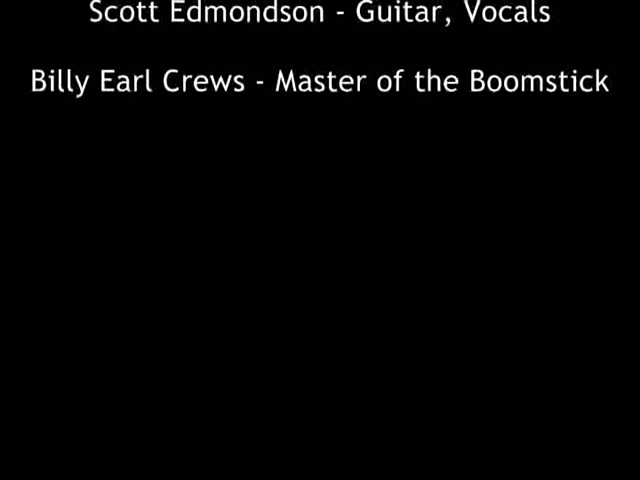 Scott Edmondson - Guitar, Vocals
Billy Earl Crews - Master of the Boomstick